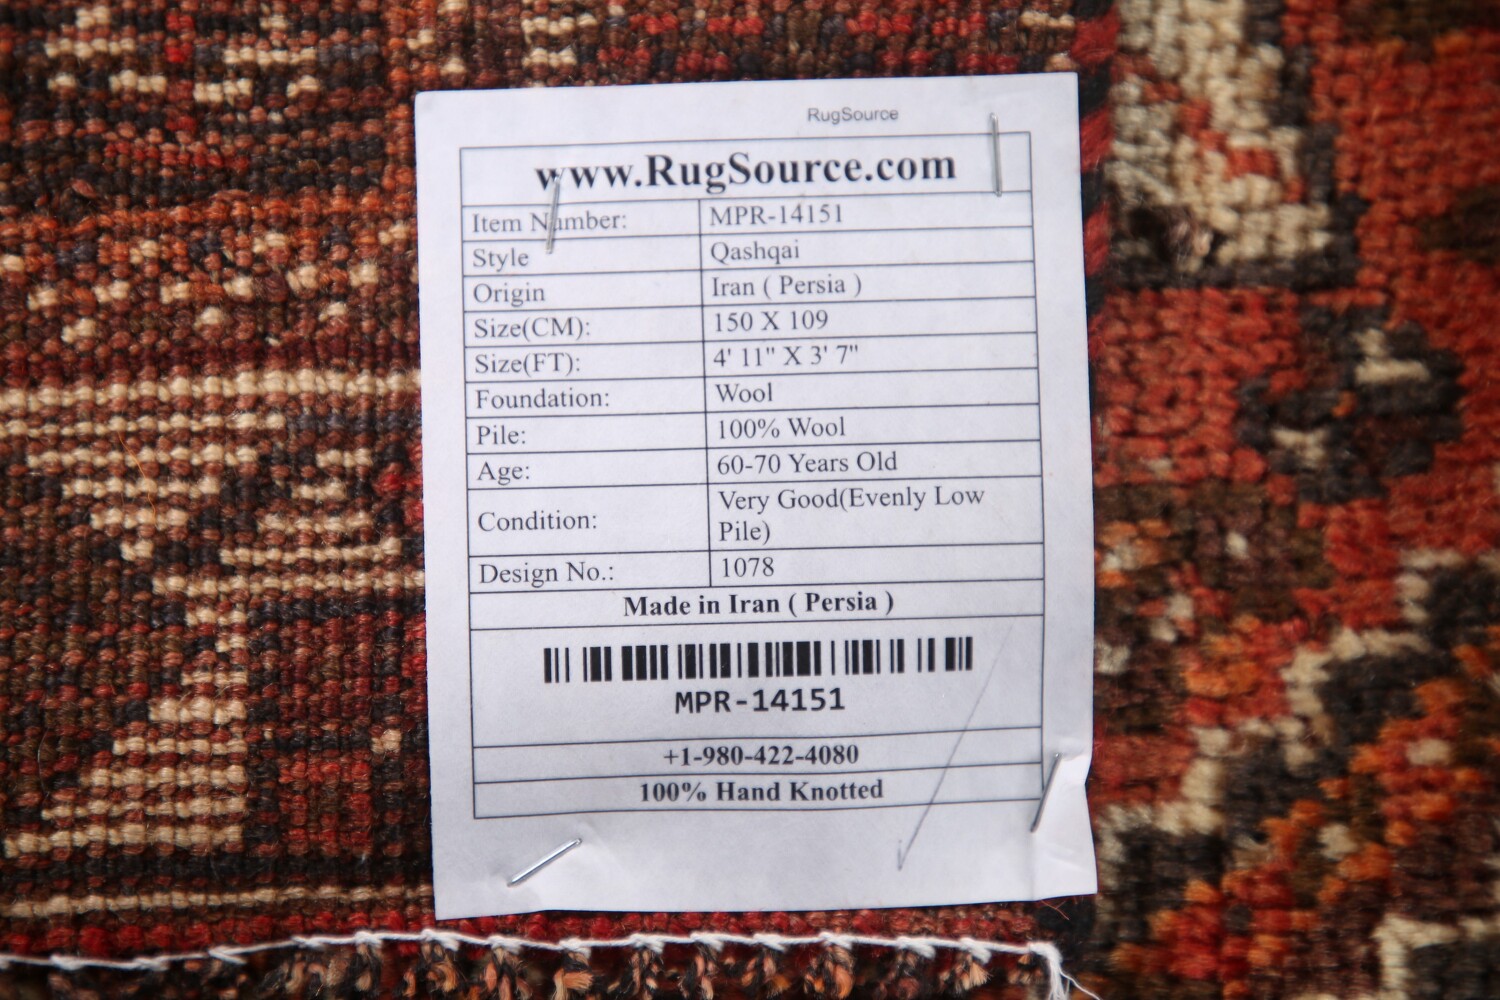 RugSource
www.RugSource.com
Item Number: MPR-14151
Style Qashqai
Origin Iran ( Persia )
Size(CM): 150 X 109
Size(FT): 4' 11" X 3' 7"
Foundation: Wool
Pile: 100% Wool
Age: 60-70 Years Old
Condition: Very Good(Evenly Low
Pile)
Design No.: 1078
Made in Iran ( Persia )
MPR-14151
+1-980-422-4080
100% Hand Knotted